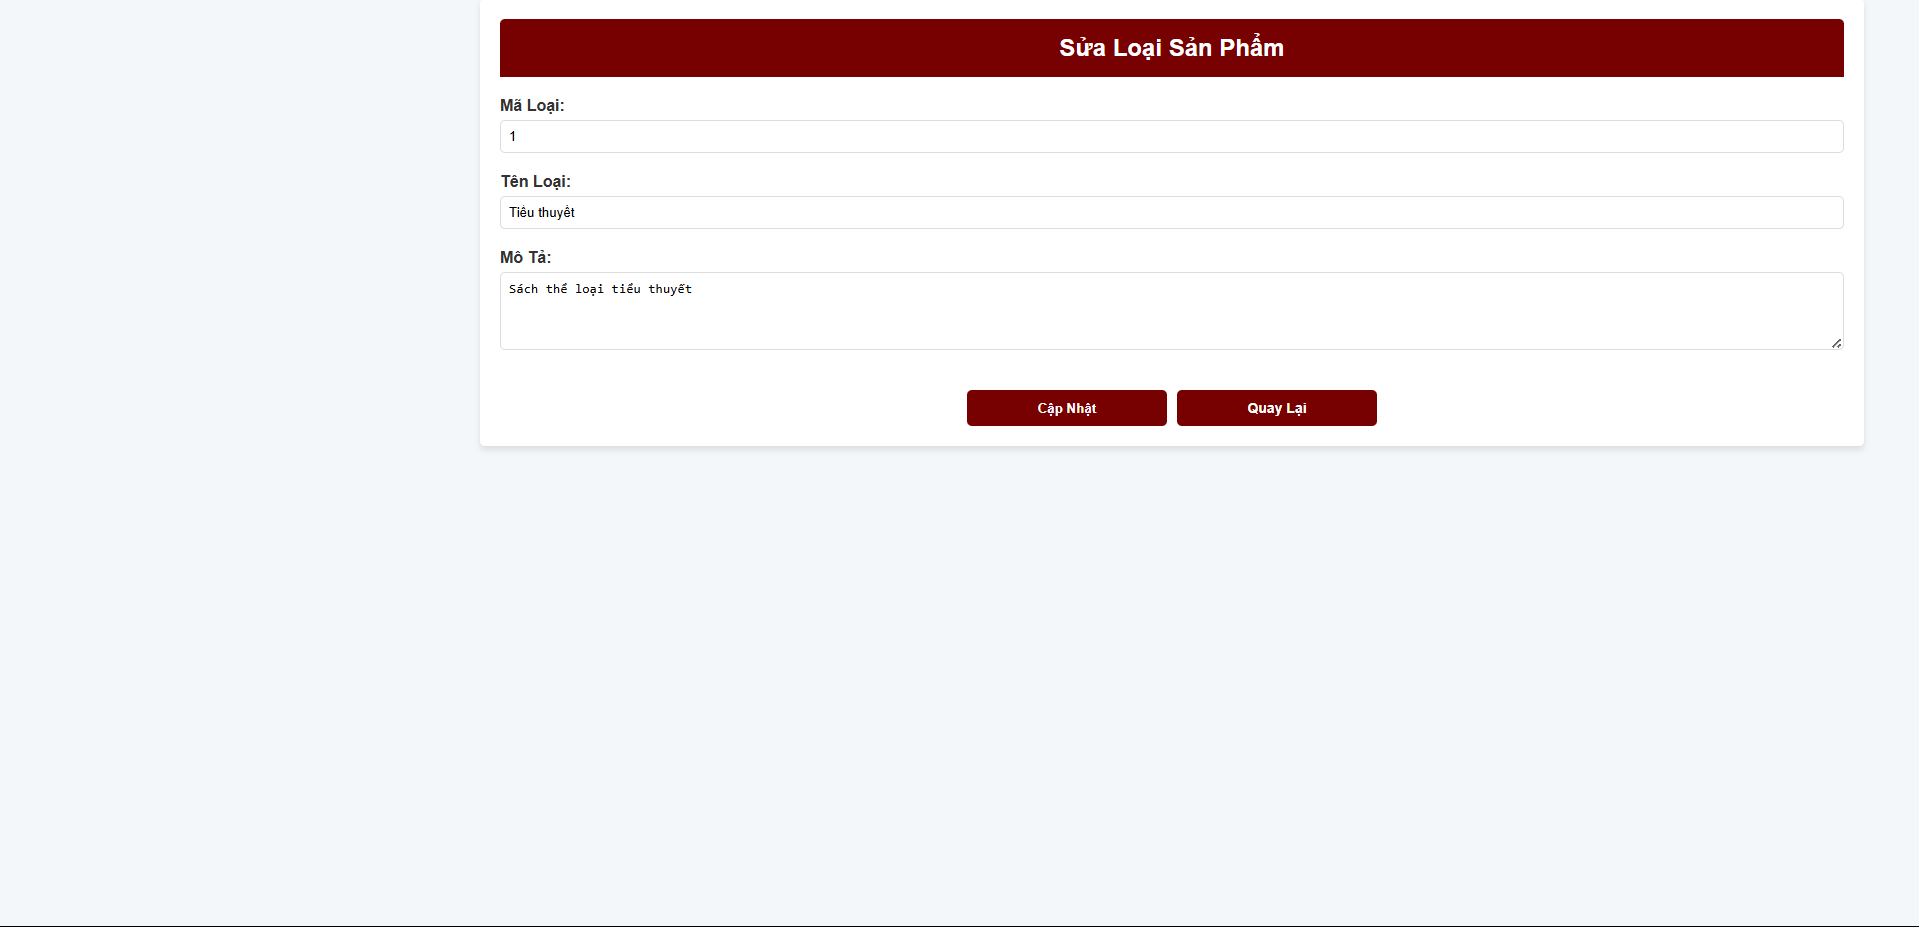 Sửa Loại Sản Phẩm
Mã Loại:
1
Tên Loại:
Tiểu thuyết
Mô Tả:
Sách thể loại tiểu thuyết
Cập Nhật
Quay Lại